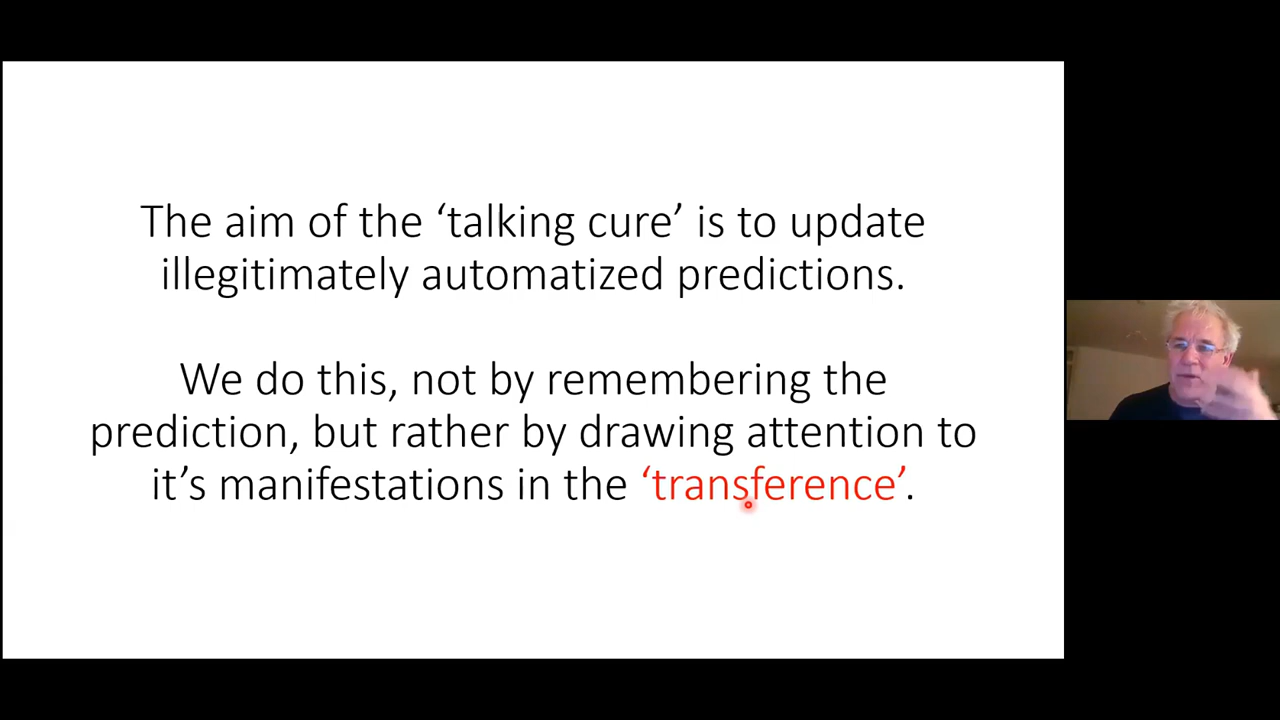 The aim of the ‘talking cure’ is to update
illegitimately automatized predictions.
We do this, not by remembering the
prediction, but rather by drawing attention to
it’s manifestations in the ‘transference’.